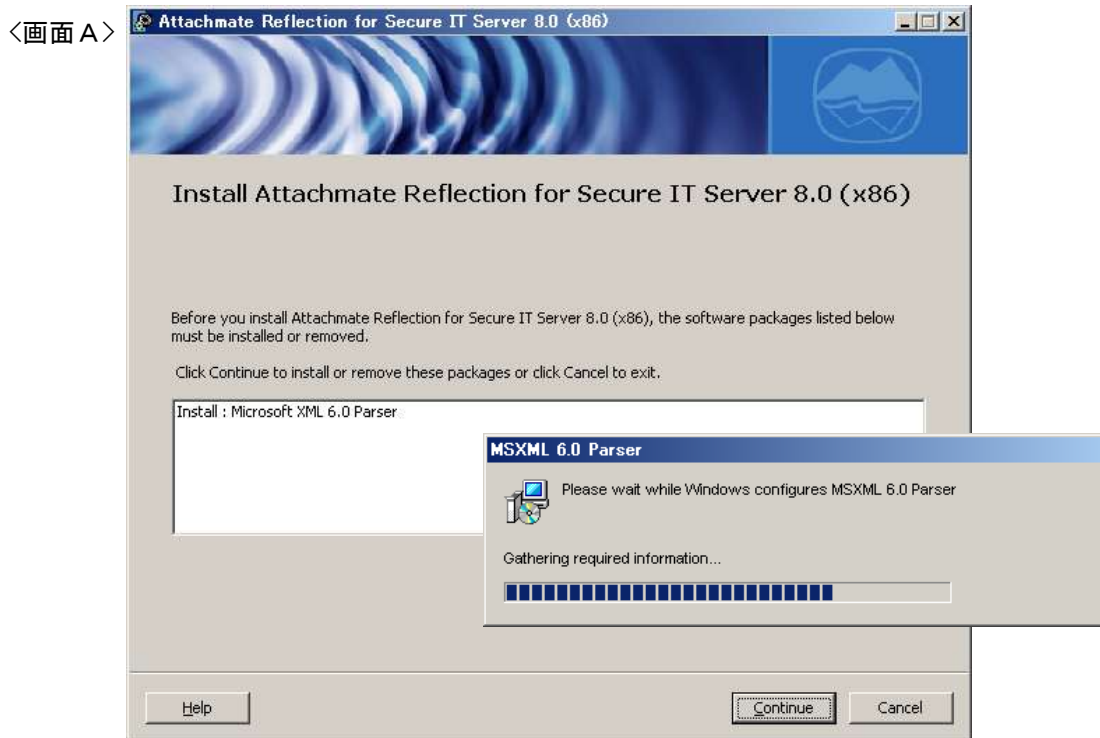 〈画面A〉
Attachmate Reflection for Secure IT Server 8.0 (x86)
Install Attachmate Reflection for Secure IT Server 8.0 (x86)
Before you install Attachmate Reflection for Secure IT Server 8.0 (x86), the software packages listed below
must be installed or removed.
Click Continue to install or remove these packages or click Cancel to exit.
Install : Microsoft XML 6.0 Parser
MSXML 6.0 Parser
Please wait while Windows configures MSXML 6.0 Parser
Gathering required information...
Help
Continue
Cancel